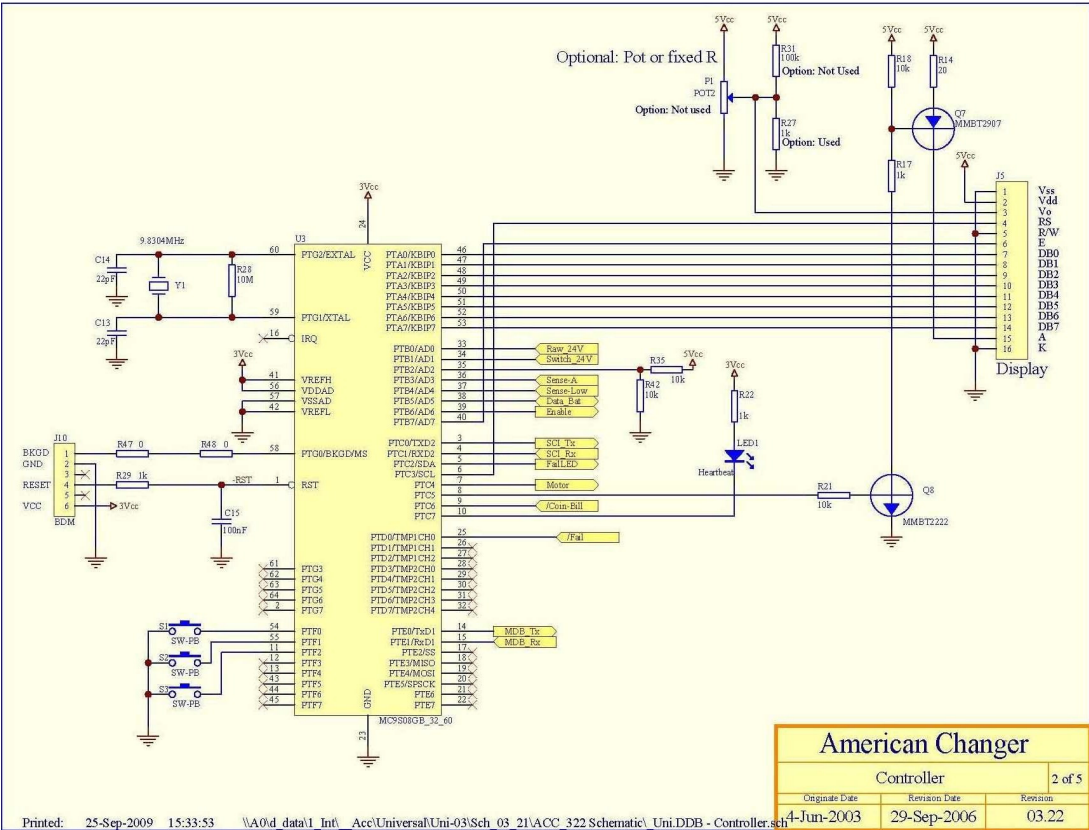 5Vcc
5Vcc
5Vcc
5Vcc
Optional: Pot or fixed R
R31
100k
Option: Not Used
P1
POT2
Option: Not used
R27
1k
Option: Used
R18
10k
R14
20
Q7
MMBT2907
R17
1k
5Vcc
J5
1 Vss
2 Vdd
3 Vo
4 RS
5 R/W
6 E
7 DB0
8 DB1
9 DB2
10 DB3
11 DB4
12 DB5
13 DB6
14 DB7
15 A
16 K
Display
3Vcc
24
U3
VCC
9.8304MHz
C14
22pF
Y1
R28
10M
C13
22pF
60 PTG2/EXTAL
59 PTG1/XTAL
16 IRQ
3Vcc
41 VREFH
56 VDDAD
57 VSSAD
42 VREFL
J10
BKGD 1
GND 2
3
RESET 4
5
VCC 6
BDM
R47 0
R48 0
58 PTG0/BKGD/MS
R29 1k
-RST
1 RST
3Vcc
C15
100nF
61 PTG3
62 PTG4
63 PTG5
64 PTG6
2 PTG7
S1
SW-PB
S2
SW-PB
S3
SW-PB
54 PTF0
55 PTF1
11 PTF2
12 PTF3
13 PTF4
43 PTF5
44 PTF6
45 PTF7
PTA0/KBIP0 46
PTA1/KBIP1 47
PTA2/KBIP2 48
PTA3/KBIP3 49
PTA4/KBIP4 50
PTA5/KBIP5 51
PTA6/KBIP6 52
PTA7/KBIP7 53
PTB0/AD0 33 Raw_24V
PTB1/AD1 34 Switch_24V
PTB2/AD2 35
PTB3/AD3 36 Sense-A
PTB4/AD4 37 Sense-Low
PTB5/AD5 38 Data_Bat
PTB6/AD6 39 Enable
PTB7/AD7 40
R35
10k
5Vcc
R42
10k
3Vcc
R22
1k
LED1
Heartbeat
PTC0/TXD2 3 SCI_Tx
PTC1/RXD2 4 SCI_Rx
PTC2/SDA 5 FailLED
PTC3/SCL 6
PTC4 7 Motor
PTC5 8
PTC6 9 /Coin-Bill
PTC7 10
R21
10k
Q8
MMBT2222
PTD0/TMP1CH0 25 /Fail
PTD1/TMP1CH1 26
PTD2/TMP1CH2 27
PTD3/TMP2CH0 28
PTD4/TMP2CH1 29
PTD5/TMP2CH2 30
PTD6/TMP2CH3 31
PTD7/TMP2CH4 32
PTE0/TxD1 14 MDB_Tx
PTE1/RxD1 15 MDB_Rx
PTE2/SS 17
PTE3/MISO 18
PTE4/MOSI 19
PTE5/SPSCK 20
PTE6 21
PTE7 22
GND
MC9S08GB_32_60
23
American Changer
Controller
2 of 5
Originate Date
Revision Date
Revision
4-Jun-2003
29-Sep-2006
03.22
Printed: 25-Sep-2009 15:33:53 \\A0\d_data\1_Int\__Acc\Universal\Uni-03\Sch_03_21\ACC_322 Schematic\_Uni.DDB - Controller.sch